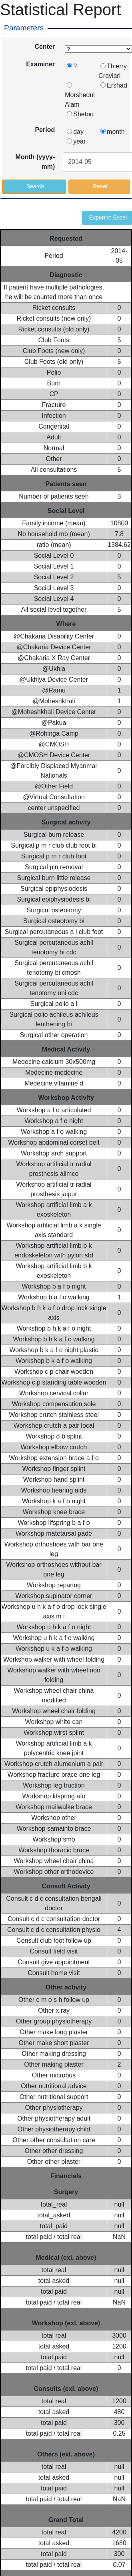 Statistical Report
Parameters
Center
?
Examiner
? Thierry Craviari
Morshedul Alam Ershad
Shetou
Period
day month
year
Month (yyyy-mm)
2014-05
Search Reset
Export to Excel
Requested
Period 2014-05
Diagnostic
If patient have multiple pathologies, he will be counted more than once
Ricket consults 0
Ricket consults (new only) 0
Ricket consults (old only) 0
Club Foots 5
Club Foots (new only) 0
Club Foots (old only) 5
Polio 0
Burn 0
CP 0
Fracture 0
Infection 0
Congenital 0
Adult 0
Normal 0
Other 0
All consultations 5
Patients seen
Number of patients seen 3
Social Level
Family income (mean) 10800
Nb household mb (mean) 7.8
ratio (mean) 1384.62
Social Level 0 0
Social Level 1 0
Social Level 2 5
Social Level 3 0
Social Level 4 0
All social level together 5
Where
@Chakaria Disability Center 0
@Chakaria Device Center 0
@Chakaria X Ray Center 0
@Ukhia 0
@Ukhiya Device Center 0
@Ramu 1
@Moheshkhali 1
@Moheshkhali Device Center 0
@Pakua 0
@Rohinga Camp 0
@CMOSH 0
@CMOSH Device Center 0
@Forcibly Displaced Myanmar Nationals 0
@Other Field 0
@Virtual Consultation 0
center unspecified 0
Surgical activity
Surgical burn release 0
Surgical p m r club club foot bi 0
Surgical p m r club foot 0
Surgical pin removal 0
Surgical burn little release 0
Surgical epiphysiodesis 0
Surgical epiphysiodesis bi 0
Surgical osteotomy 0
Surgical osteotomy bi 0
Surgical percutaneous a l club foot 0
Surgical percutaneous achil tenotomy bi cdc 0
Surgical percutaneous achil tenotomy bi cmosh 0
Surgical percutaneous achil tenotomy uni cdc 0
Surgical polio a l 0
Surgical polio achileus achileus lenthening bi 0
Surgical other operation 0
Medical Activity
Medecine calcium 30x500mg 0
Medecine medecine 0
Medecine vitamine d 0
Workshop Activity
Workshop a f o articulated 0
Workshop a f o night 0
Workshop a f o walking 0
Workshop abdominal corset belt 0
Workshop arch support 0
Workshop artificial tr radial prosthesis alimco 0
Workshop artificial tr radial prosthesis jaipur 0
Workshop artificial limb a k exoskeleton 0
Workshop artificial limb a k single axis standard 0
Workshop artificial limb b k endoskeleton with pylon std 0
Workshop artificial limb b k exoskeleton 0
Workshop b a f o night 0
Workshop b a f o walking 1
Workshop b h k a f o drop lock single axis 0
Workshop b h k a f o night 0
Workshop b h k a f o walking 0
Workshop b k a f o night plastic 0
Workshop b k a f o walking 0
Workshop c p chair wooden 0
Workshop c p standing table wooden 0
Workshop cervical collar 0
Workshop compensation sole 0
Workshop crutch stainless steel 0
Workshop crutch a pair local 0
Workshop d b splint 0
Workshop elbow crutch 0
Workshop extension brace a f o 0
Workshop finger splint 0
Workshop hand splint 0
Workshop hearing aids 0
Workshop k a f o night 0
Workshop knee brace 0
Workshop lifspring b a f o 0
Workshop matetarsal pade 0
Workshop orthoshoes with bar one leg 0
Workshop orthoshoes without bar one leg 0
Workshop reparing 0
Workshop supinator corner 0
Workshop u h k a f o drop lock single axis m i 0
Workshop u h k a f o night 0
Workshop u h k a f o walking 0
Workshop u k a f o walking 0
Workshop walker with wheel folding 0
Workshop walker with wheel non folding 0
Workshop wheel chair china modified 0
Workshop wheel chair folding 0
Workshop white can 0
Workshop wirst splint 0
Workshop artificial limb a k polycentric knee joint 0
Workshop crutch alumenium a pair 0
Workshop fracture brace one leg 0
Workshop leg truction 0
Workshop lifspring afo 0
Workshop mailwalke brace 0
Workshop other 0
Workshop samainto brace 0
Workshop smo 0
Workshop thoracic brace 0
Workshop wheel chair china 0
Workshop other orthodevice 0
Consult Activity
Consult c d c consultation bengali doctor 0
Consult c d c consultation doctor 0
Consult c d c consultation physio 4
Consult club foot follow up 0
Consult field visit 0
Consult give appointment 0
Consult home visit 0
Other activity
Other c m o s h follow up 0
Other x ray 0
Other group physiotherapy 0
Other make long plaster 0
Other make short plaster 0
Other making dressing 0
Other making plaster 2
Other microbus 0
Other nutritional advice 0
Other nutritional support 0
Other physiotherapy 0
Other physiotherapy adult 0
Other physiotherapy child 0
Other other consultation care 0
Other other dressing 0
Other other plaster 0
Financials
Surgery
total_real null
total_asked null
total_paid null
total paid / total real NaN
Medical (exl. above)
total real null
total asked null
total paid null
total paid / total real NaN
Workshop (exl. above)
total real 3000
total asked 1200
total paid null
total paid / total real 0
Consults (exl. above)
total real 1200
total asked 480
total paid 300
total paid / total real 0.25
Others (exl. above)
total real null
total asked null
total paid null
total paid / total real NaN
Grand Total
total real 4200
total asked 1680
total paid 300
total paid / total real 0.07